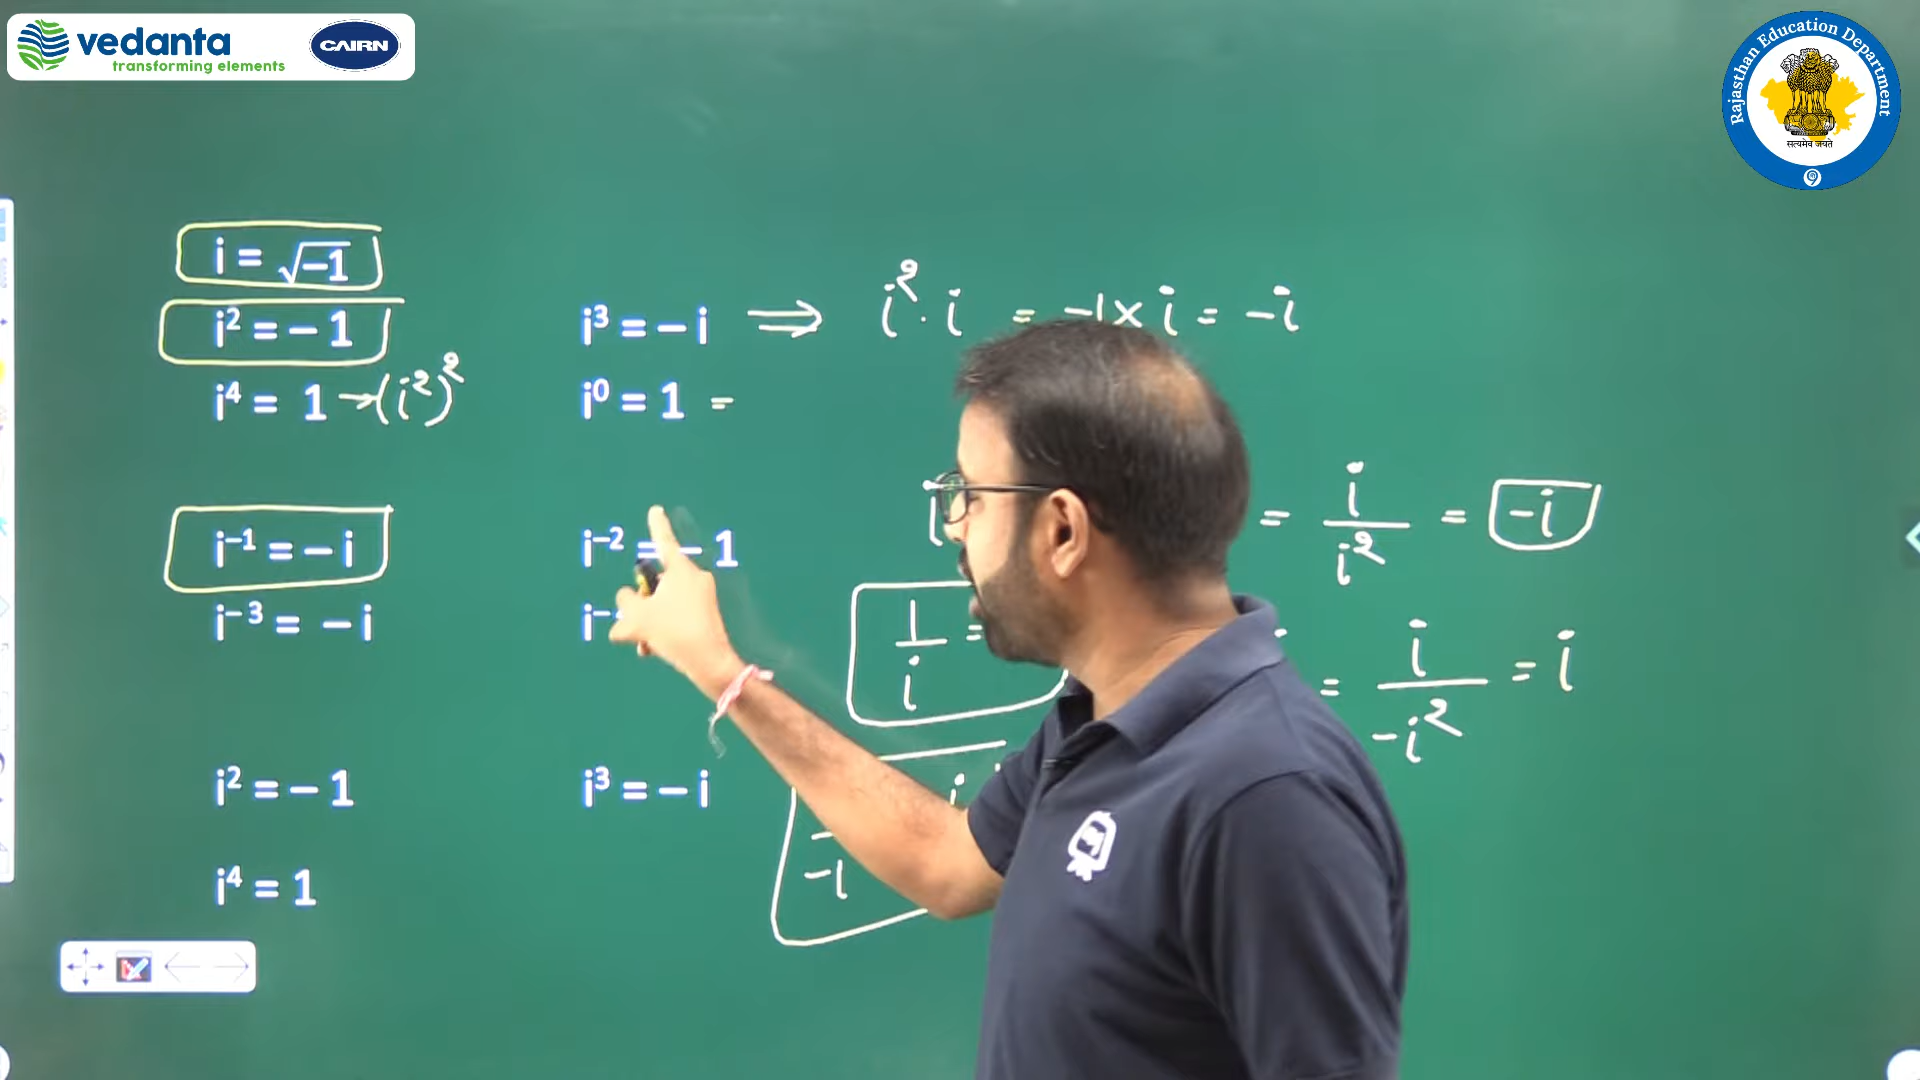 vedanta
transforming elements
CAIRN
Rajasthan Education Department
सत्यमेव जयते
i = √−1
i² = − 1
i³ = − i ⟹ i² · i = −1 × i = −i
i⁴ = 1 → (i²)²
i⁰ = 1 =
= i/i² = −i
i⁻¹ = − i
i⁻² = − 1
i⁻³ = − i
1/i =
= i/−i² = i
i² = − 1
i³ = − i
−1
i⁴ = 1